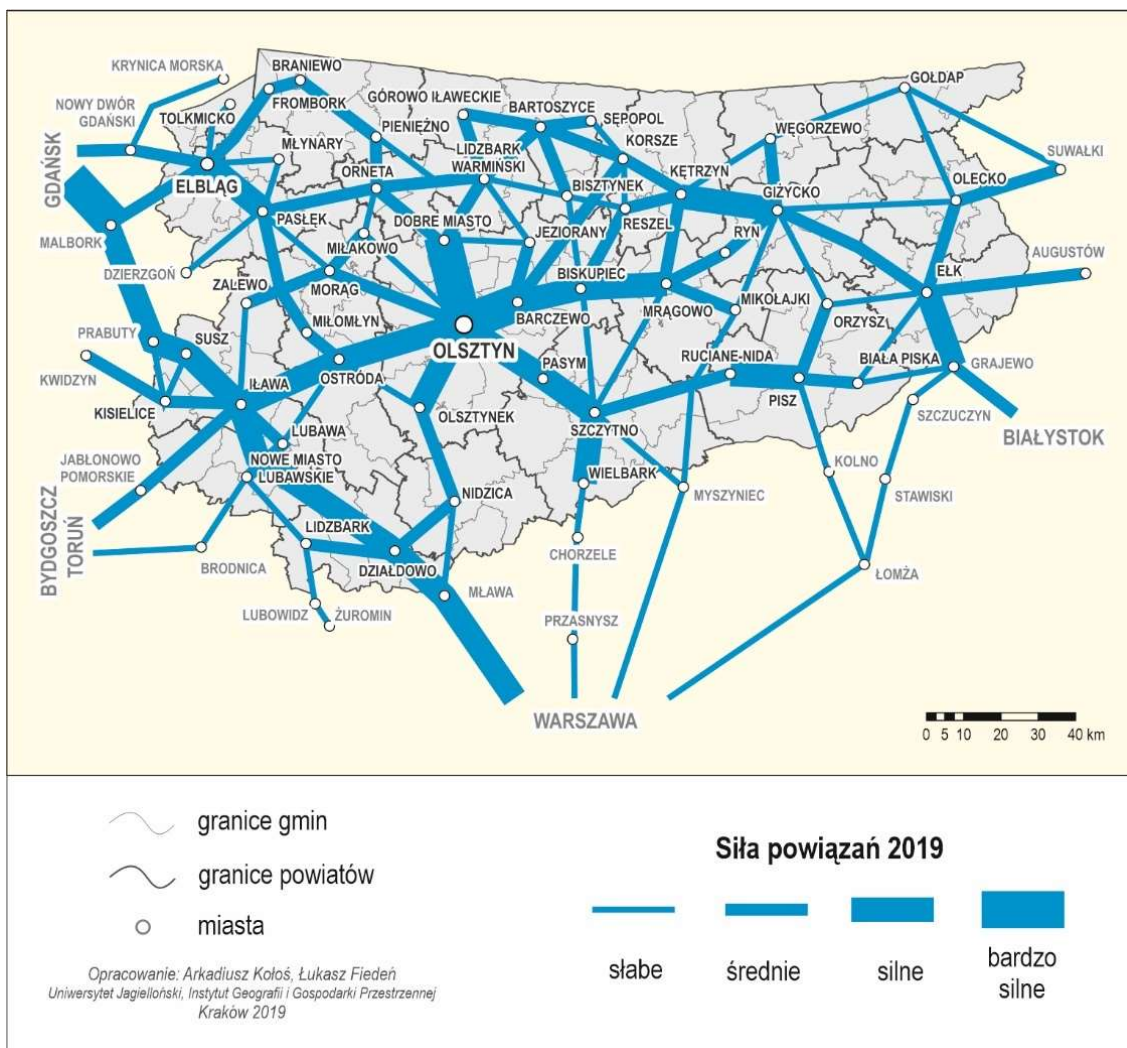 KRYNICA MORSKA
BRANIEWO
GOŁDAP
NOWY DWÓR
GDAŃSKI
FROMBORK
GÓROWO IŁAWECKIE
BARTOSZYCE
TOLKMICKO
SĘPOPOL
WĘGORZEWO
PIENIĘŻNO
GDAŃSK
MŁYNARY
LIDZBARK
WARMIŃSKI
KORSZE
SUWAŁKI
ELBLĄG
ORNETA
KĘTRZYN
OLECKO
BISZTYNEK
GIŻYCKO
PASŁĘK
DOBRE MIASTO
RESZEL
MALBORK
JEZIORANY
RYN
MIŁAKOWO
AUGUSTÓW
DZIERZGOŃ
ZALEWO
BISKUPIEC
EŁK
MORĄG
BARCZEWO
MRĄGOWO
MIKOŁAJKI
MIŁOMŁYN
ORZYSZ
PRABUTY
SUSZ
OLSZTYN
PASYM
RUCIANE-NIDA
BIAŁA PISKA
KWIDZYN
OSTRÓDA
GRAJEWO
IŁAWA
KISIELICE
OLSZTYNEK
PISZ
SZCZUCZYN
SZCZYTNO
BIAŁYSTOK
LUBAWA
JABŁONOWO
POMORSKIE
NOWE MIASTO
LUBAWSKIE
WIELBARK
KOLNO
NIDZICA
MYSZYNIEC
STAWISKI
BYDGOSZCZ
TORUŃ
LIDZBARK
BRODNICA
CHORZELE
DZIAŁDOWO
ŁOMŻA
MŁAWA
LUBOWIDZ
ŻUROMIN
PRZASNYSZ
WARSZAWA
0 5 10 20 30 40 km
granice gmin
granice powiatów
miasta
Opracowanie: Arkadiusz Kołoś, Łukasz Fiedeń
Uniwersytet Jagielloński, Instytut Geografii i Gospodarki Przestrzennej
Kraków 2019
Siła powiązań 2019
słabe
średnie
silne
bardzo
silne